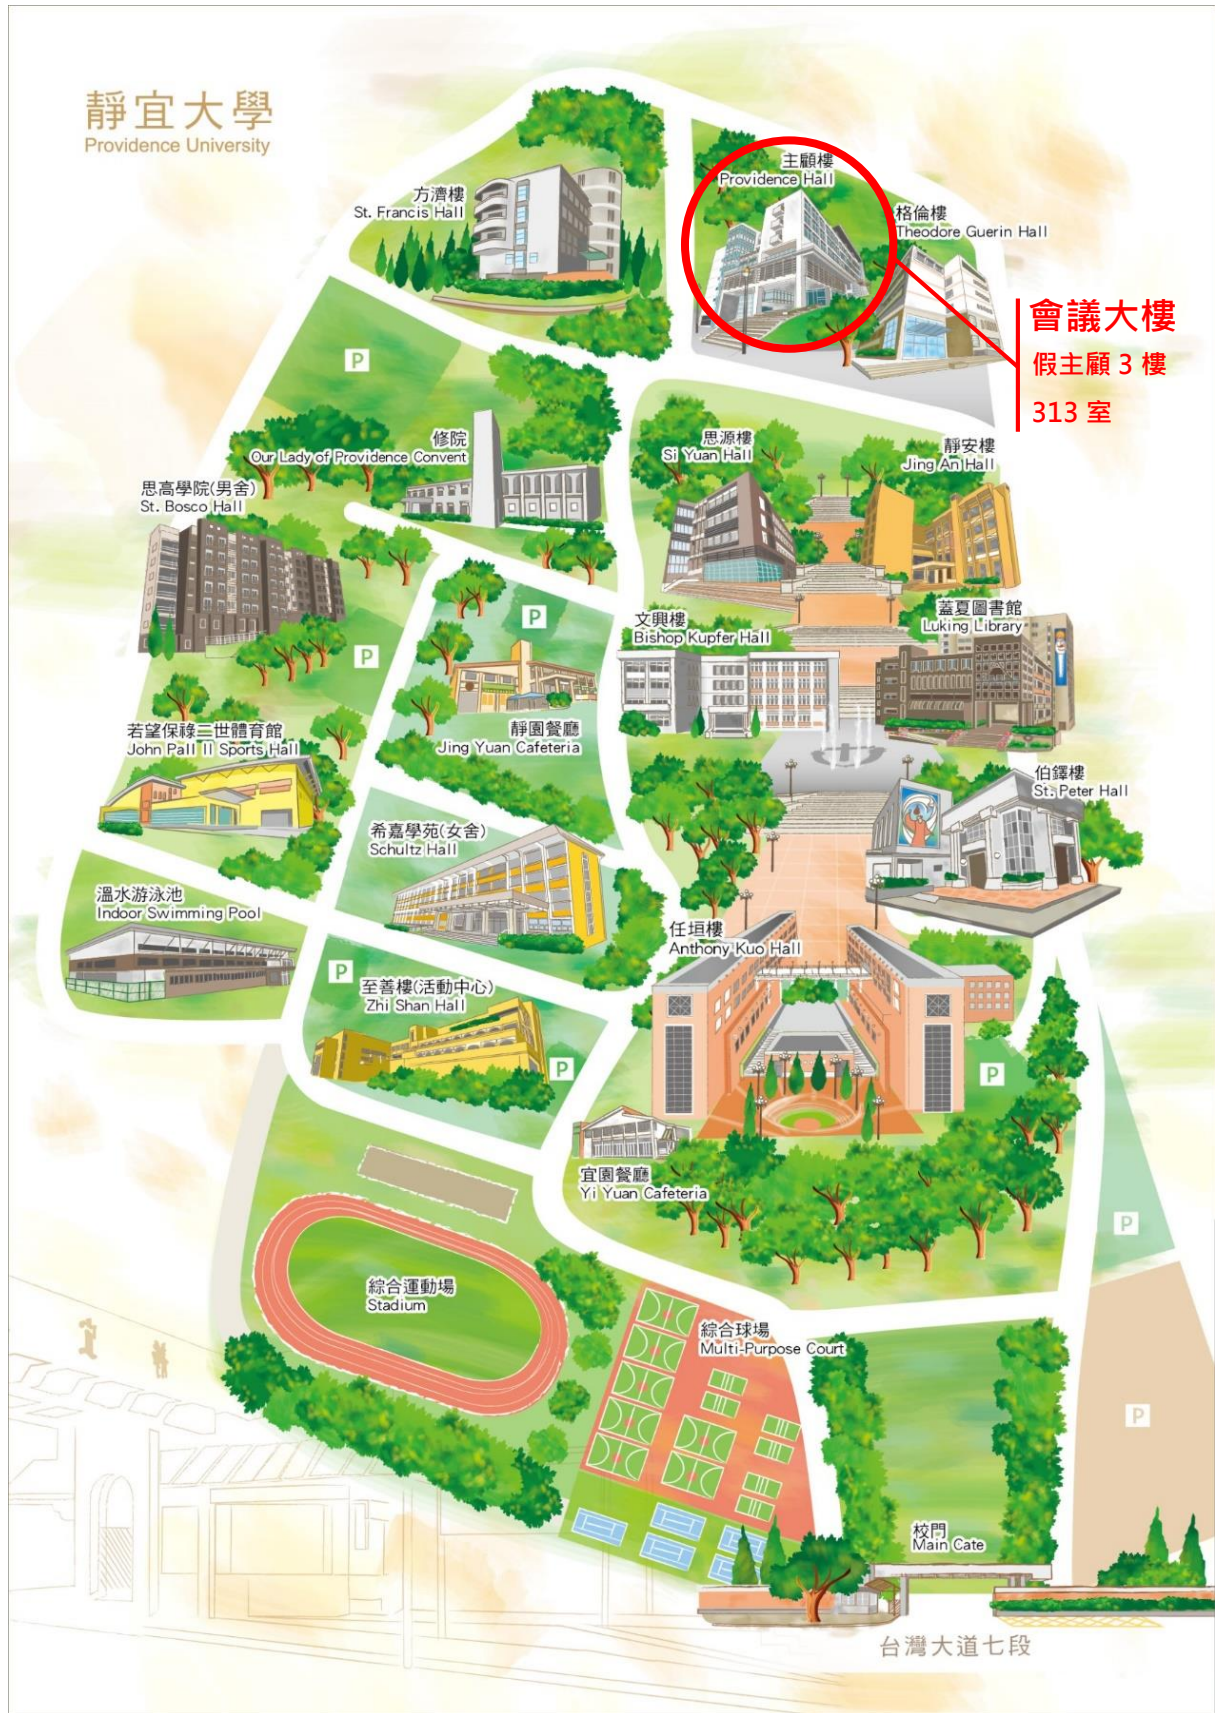 靜宜大學
Providence University
主顧樓
Providence Hall
方濟樓
St. Francis Hall
格倫樓
Theodore Guerin Hall
會議大樓
假主顧 3 樓
313 室
P
修院
Our Lady of Providence Convent
思源樓
Si Yuan Hall
靜安樓
Jing An Hall
思高學院(男舍)
St. Bosco Hall
P
P
文興樓
Bishop Kupfer Hall
蓋夏圖書館
Luking Library
若望保祿二世體育館
John Pall II Sports Hall
靜園餐廳
Jing Yuan Cafeteria
伯鐸樓
St. Peter Hall
希嘉學苑(女舍)
Schultz Hall
溫水游泳池
Indoor Swimming Pool
任垣樓
Anthony Kuo Hall
P
至善樓(活動中心)
Zhi Shan Hall
P
P
宜園餐廳
Yi Yuan Cafeteria
P
綜合運動場
Stadium
綜合球場
Multi-Purpose Court
P
校門
Main Cate
台灣大道七段